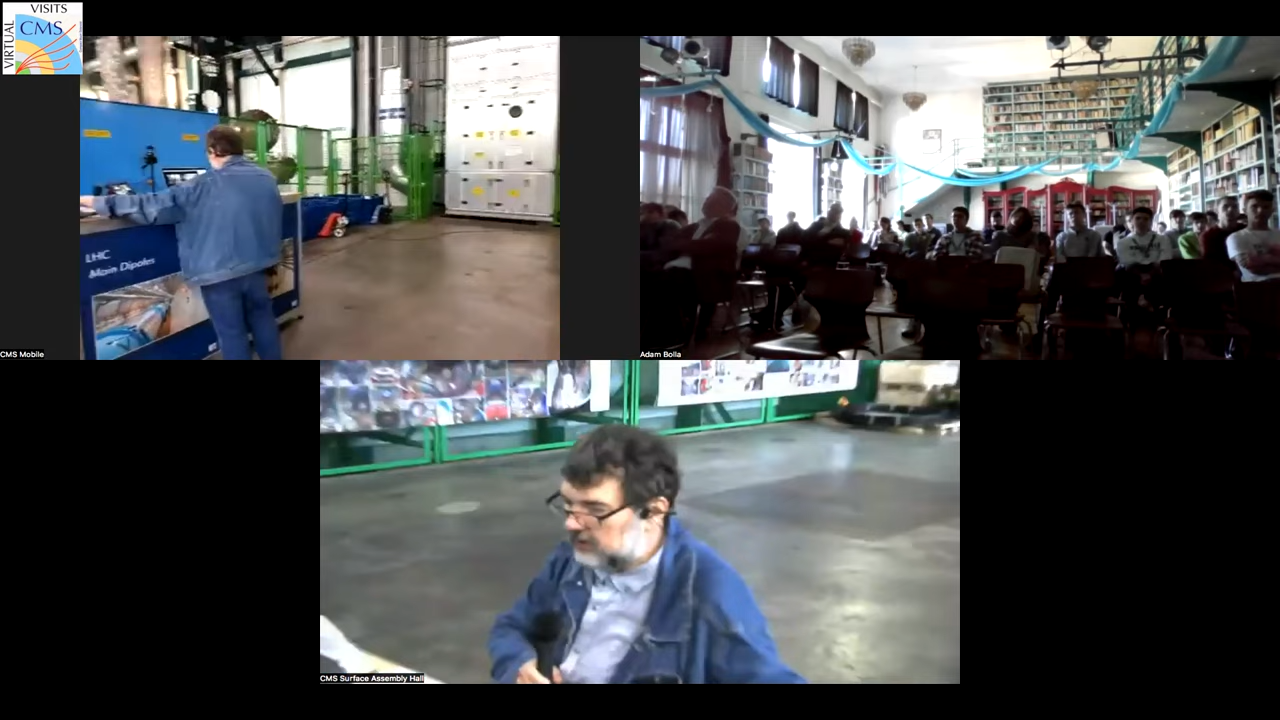 VISITS
VIRTUAL
CMS
LHC
Main Dipoles
CMS Mobile
Adam Bolla
CMS Surface Assembly Hall